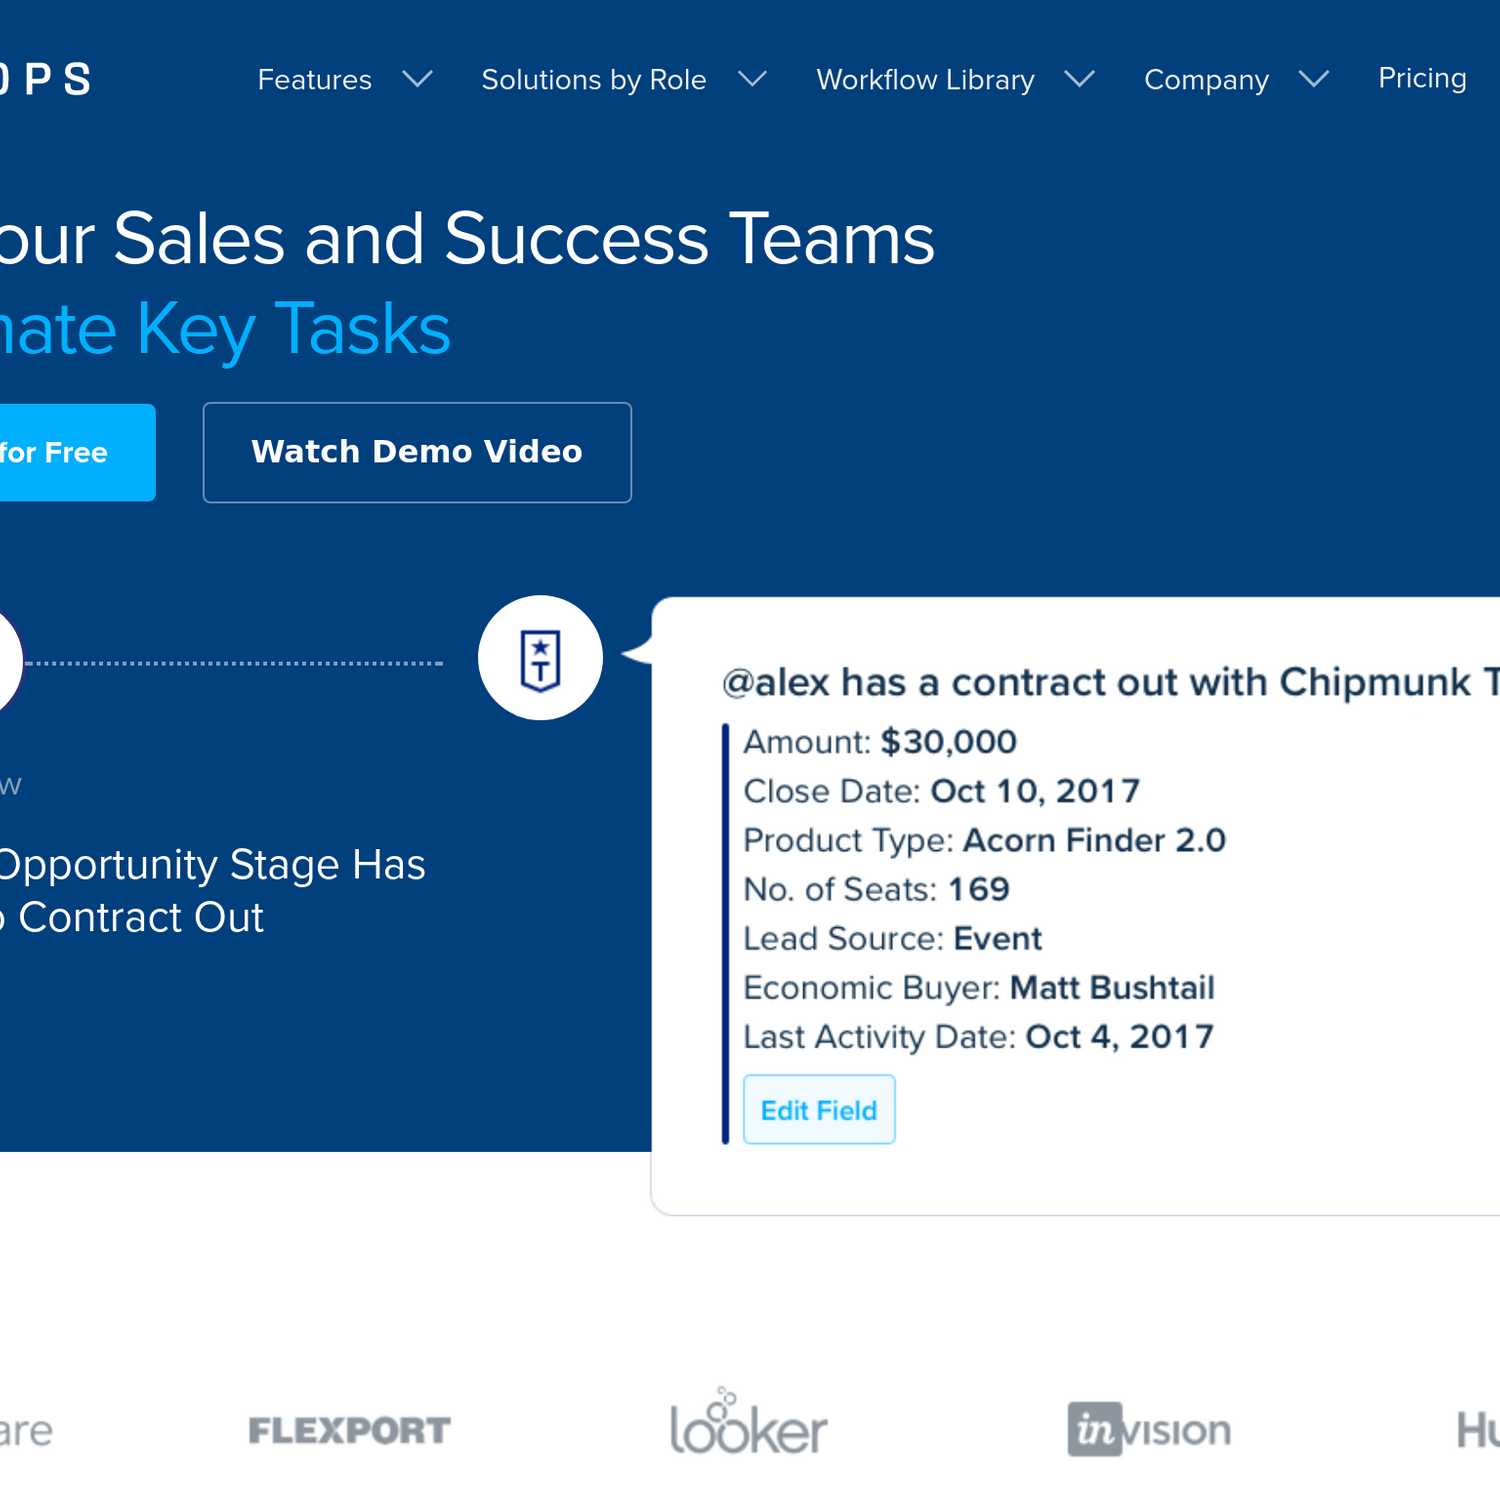 OPS
Features
Solutions by Role
Workflow Library
Company
Pricing
our Sales and Success Teams
mate Key Tasks
for Free
Watch Demo Video
T
@alex has a contract out with Chipmunk T
Amount: $30,000
Close Date: Oct 10, 2017
Product Type: Acorn Finder 2.0
No. of Seats: 169
Lead Source: Event
Economic Buyer: Matt Bushtail
Last Activity Date: Oct 4, 2017
Edit Field
w
Opportunity Stage Has
o Contract Out
are
FLEXPORT
looker
invision
Hu